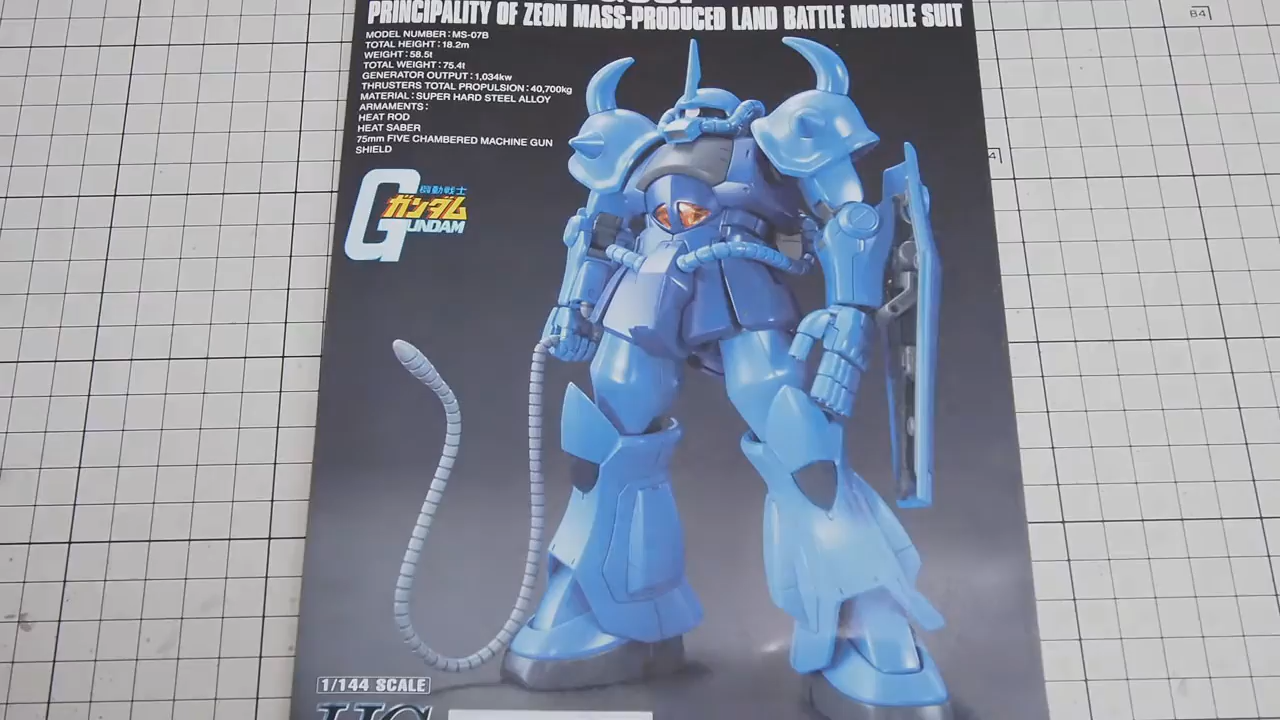 PRINCIPALITY OF ZEON MASS-PRODUCED LAND BATTLE MOBILE SUIT
MODEL NUMBER : MS-07B
TOTAL HEIGHT : 18.2m
WEIGHT : 58.5t
TOTAL WEIGHT : 75.4t
GENERATOR OUTPUT : 1,034kw
THRUSTERS TOTAL PROPULSION : 40,700kg
MATERIAL : SUPER HARD STEEL ALLOY
ARMAMENTS :
HEAT ROD
HEAT SABER
75mm FIVE CHAMBERED MACHINE GUN
SHIELD
機動戦士
ガンダム
GUNDAM
1/144 SCALE
HG
B4